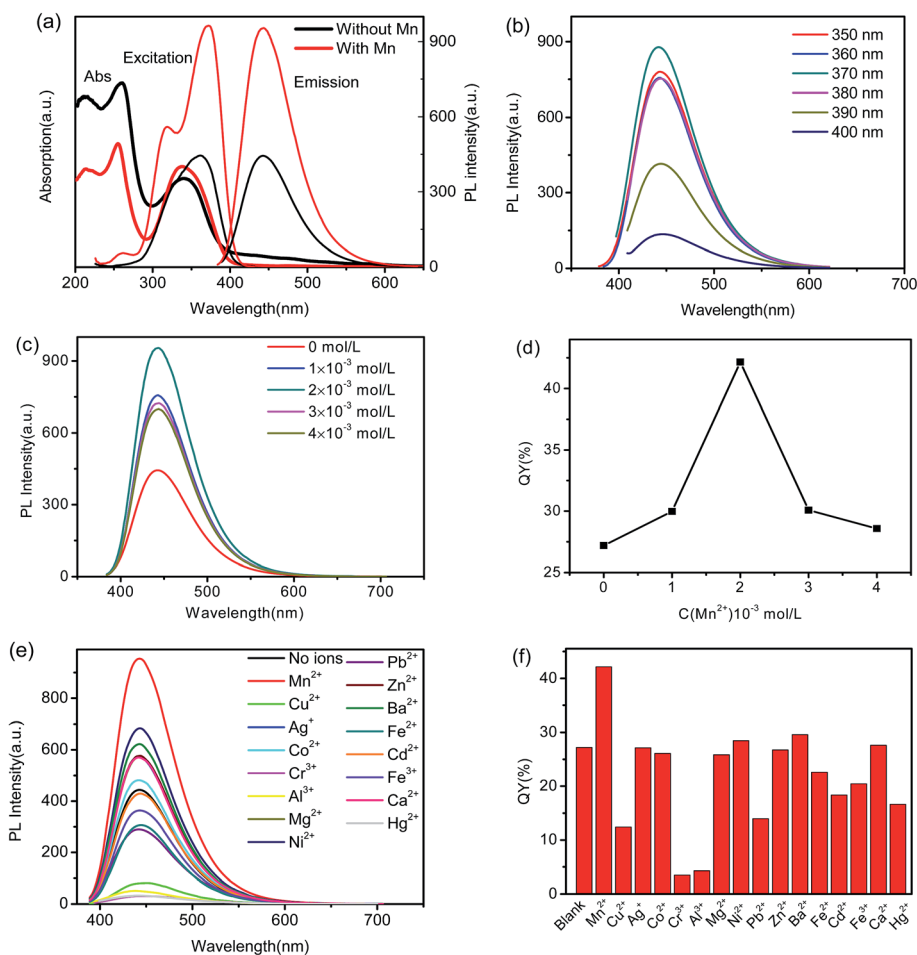 (a)
Without Mn
With Mn
Excitation
Abs
Emission
Absorption(a.u.)
PL intensity(a.u.)
900
600
300
0
200 300 400 500 600
Wavelength(nm)
(b)
350 nm
360 nm
370 nm
380 nm
390 nm
400 nm
PL Intensity(a.u.)
900
600
300
0
400 500 600 700
Wavelength(nm)
(c)
0 mol/L
1×10⁻³ mol/L
2×10⁻³ mol/L
3×10⁻³ mol/L
4×10⁻³ mol/L
PL Intensity(a.u.)
900
600
300
0
400 500 600 700
Wavelength(nm)
(d)
QY(%)
40
35
30
25
0 1 2 3 4
C(Mn²⁺)10⁻³ mol/L
(e)
No ions
Mn²⁺
Cu²⁺
Ag⁺
Co²⁺
Cr³⁺
Al³⁺
Mg²⁺
Ni²⁺
Pb²⁺
Zn²⁺
Ba²⁺
Fe²⁺
Cd²⁺
Fe³⁺
Ca²⁺
Hg²⁺
PL Intensity(a.u.)
800
600
400
200
0
400 500 600 700
Wavelength(nm)
(f)
QY(%)
40
30
20
10
0
Blank Mn²⁺ Cu²⁺ Ag⁺ Co²⁺ Cr³⁺ Al³⁺ Mg²⁺ Ni²⁺ Pb²⁺ Zn²⁺ Ba²⁺ Fe²⁺ Cd²⁺ Fe³⁺ Ca²⁺ Hg²⁺